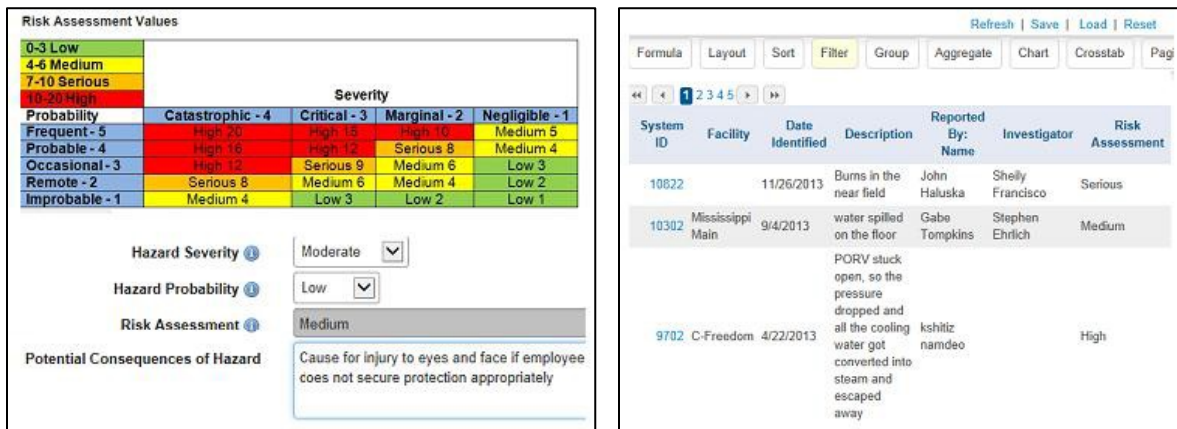 Risk Assessment Values
0-3 Low
4-6 Medium
7-10 Serious
10-20 High
Severity
Probability Catastrophic - 4 Critical - 3 Marginal - 2 Negligible - 1
Frequent - 5 High 20 High 15 High 10 Medium 5
Probable - 4 High 16 High 12 Serious 8 Medium 4
Occasional - 3 High 12 Serious 9 Medium 6 Low 3
Remote - 2 Serious 8 Medium 6 Medium 4 Low 2
Improbable - 1 Medium 4 Low 3 Low 2 Low 1
Hazard Severity Moderate
Hazard Probability Low
Risk Assessment Medium
Potential Consequences of Hazard Cause for injury to eyes and face if employee
coes not secure protection appropriately
Refresh | Save | Load | Reset
Formula Layout Sort Filter Group Aggregate Chart Crosstab Pagi
1 2 3 4 5
System ID Facility Date Identified Description Reported By: Name Investigator Risk Assessment
10822 11/26/2013 Burns in the near field John Haluska Shelly Francisco Serious
10302 Mississippi Main 9/4/2013 water spilled on the floor Gabe Tompkins Stephen Ehrlich Medium
9702 C-Freedom 4/22/2013 PORV stuck open, so the pressure dropped and all the cooling water got converted into steam and escaped away kshitiz namdeo High